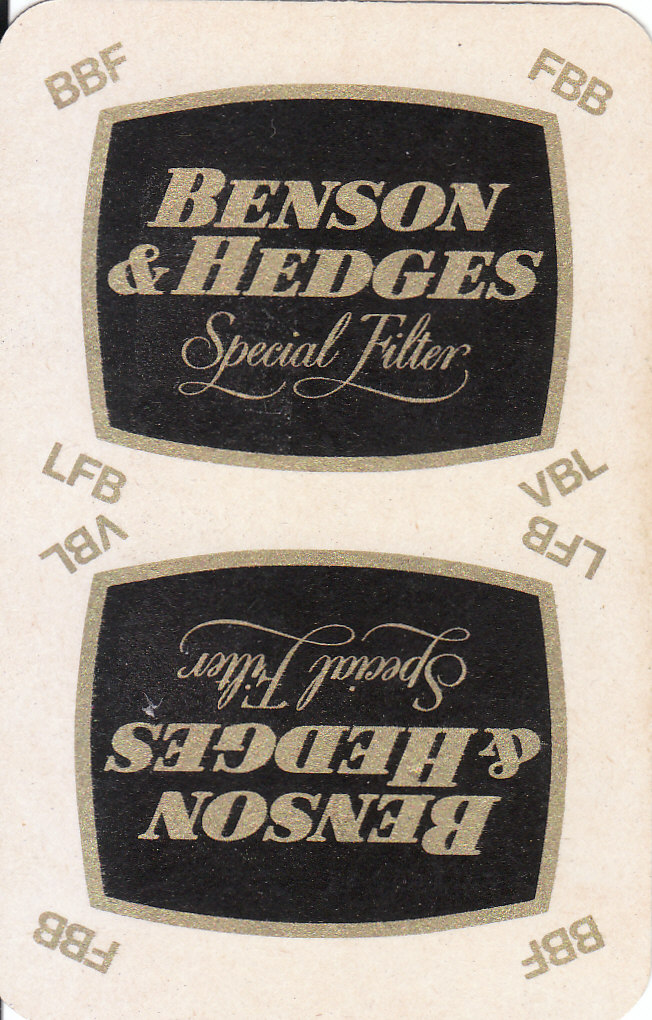 BBF
FBB
BENSON
& HEDGES
Special Filter
LFB
VBL
VBL
LFB
Special Filter
& HEDGES
BENSON
FBB
BBF